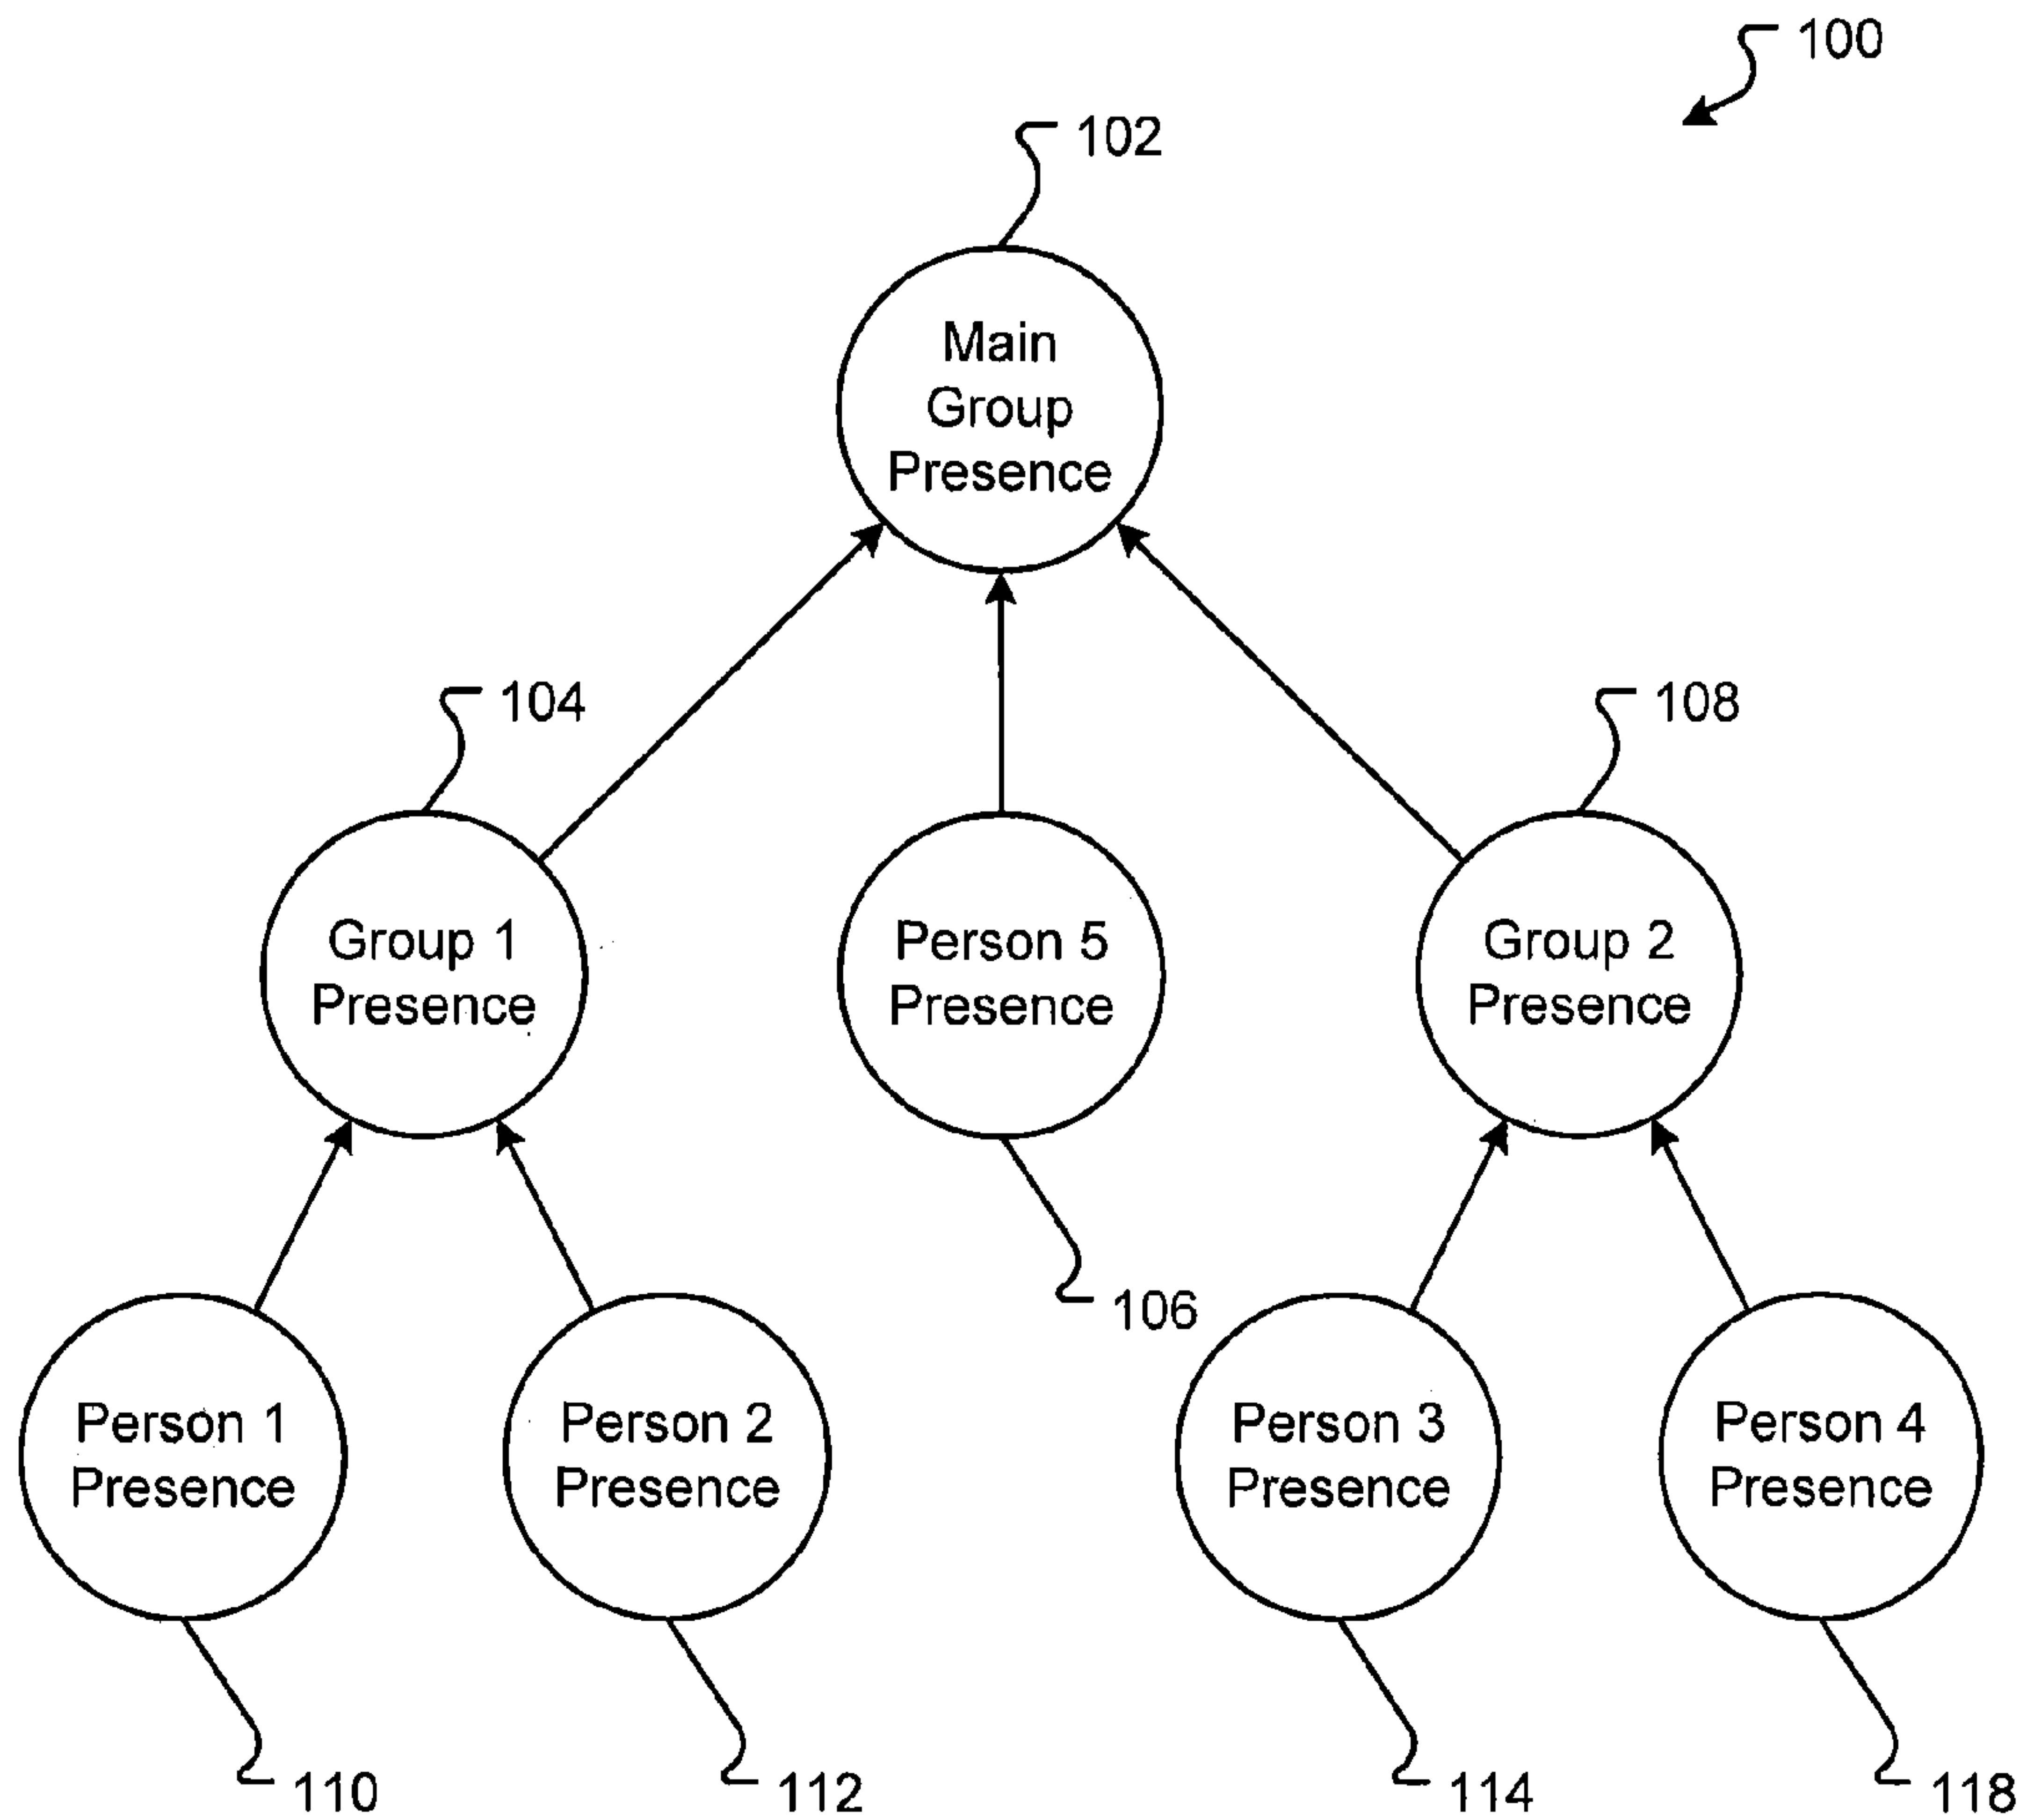 100
102
Main
Group
Presence
104
108
Group 1
Presence
Person 5
Presence
Group 2
Presence
106
Person 1
Presence
Person 2
Presence
Person 3
Presence
Person 4
Presence
110
112
114
118